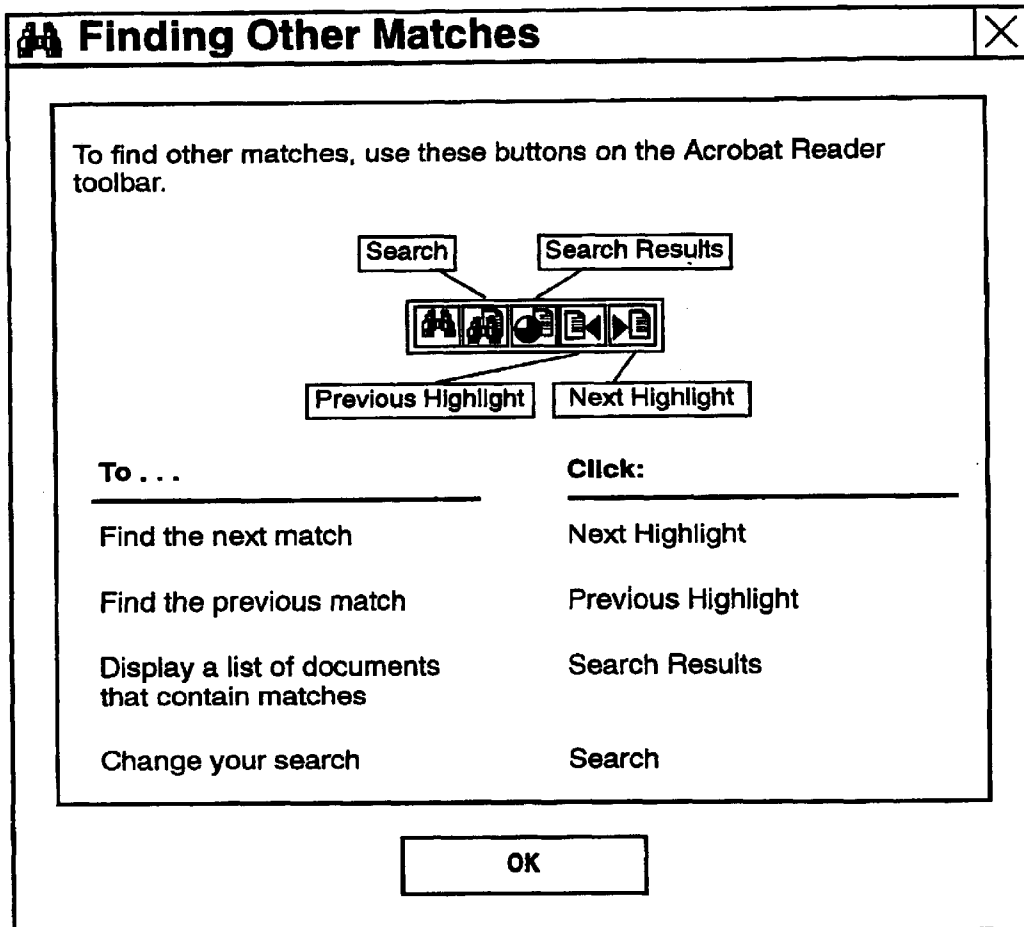 Finding Other Matches
To find other matches, use these buttons on the Acrobat Reader
toolbar.
Search
Search Results
Previous Highlight
Next Highlight
To . . .
Click:
Find the next match
Next Highlight
Find the previous match
Previous Highlight
Display a list of documents
that contain matches
Search Results
Change your search
Search
OK